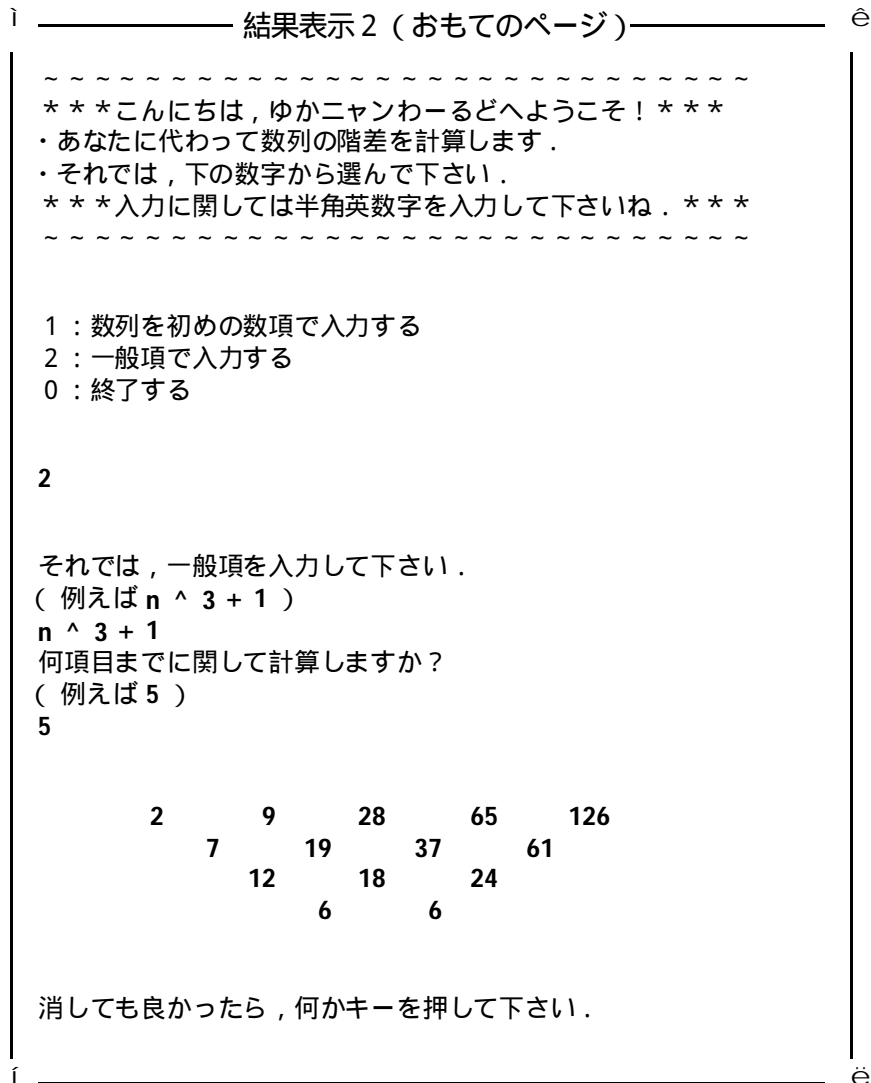 結果表示２（おもてのページ）
~ ~ ~ ~ ~ ~ ~ ~ ~ ~ ~ ~ ~ ~ ~ ~ ~ ~ ~ ~ ~ ~ ~ ~ ~ ~ ~ ~
＊＊＊こんにちは，ゆかニャンわーるどへようこそ！＊＊＊
・あなたに代わって数列の階差を計算します．
・それでは，下の数字から選んで下さい．
＊＊＊入力に関しては半角英数字を入力して下さいね．＊＊＊
~ ~ ~ ~ ~ ~ ~ ~ ~ ~ ~ ~ ~ ~ ~ ~ ~ ~ ~ ~ ~ ~ ~ ~ ~ ~ ~ ~
1：数列を初めの数項で入力する
2：一般項で入力する
0：終了する
2
それでは，一般項を入力して下さい．
（例えば n ^ 3 + 1 ）
n ^ 3 + 1
何項目までに関して計算しますか？
（例えば 5 ）
5
2 9 28 65 126
7 19 37 61
12 18 24
6 6
消しても良かったら，何かキーを押して下さい．